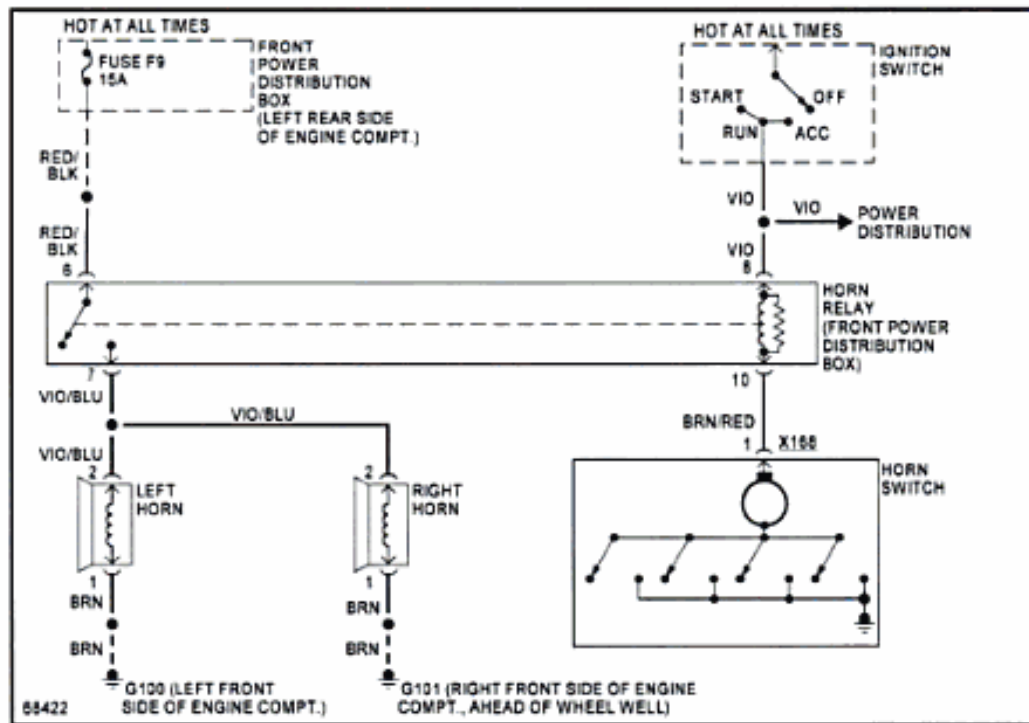 HOT AT ALL TIMES
FUSE F9
15A
FRONT
POWER
DISTRIBUTION
BOX
(LEFT REAR SIDE
OF ENGINE COMPT.)
HOT AT ALL TIMES
IGNITION
SWITCH
START
OFF
RUN
ACC
RED/
BLK
RED/
BLK
6
VIO
VIO
POWER
DISTRIBUTION
VIO
8
HORN
RELAY
(FRONT POWER
DISTRIBUTION
BOX)
7
10
VIO/BLU
VIO/BLU
VIO/BLU
BRN/RED
1 X168
HORN
SWITCH
2
LEFT
HORN
2
RIGHT
HORN
1
1
BRN
BRN
BRN
BRN
G100 (LEFT FRONT
SIDE OF ENGINE COMPT.)
G101 (RIGHT FRONT SIDE OF ENGINE
COMPT., AHEAD OF WHEEL WELL)
68422